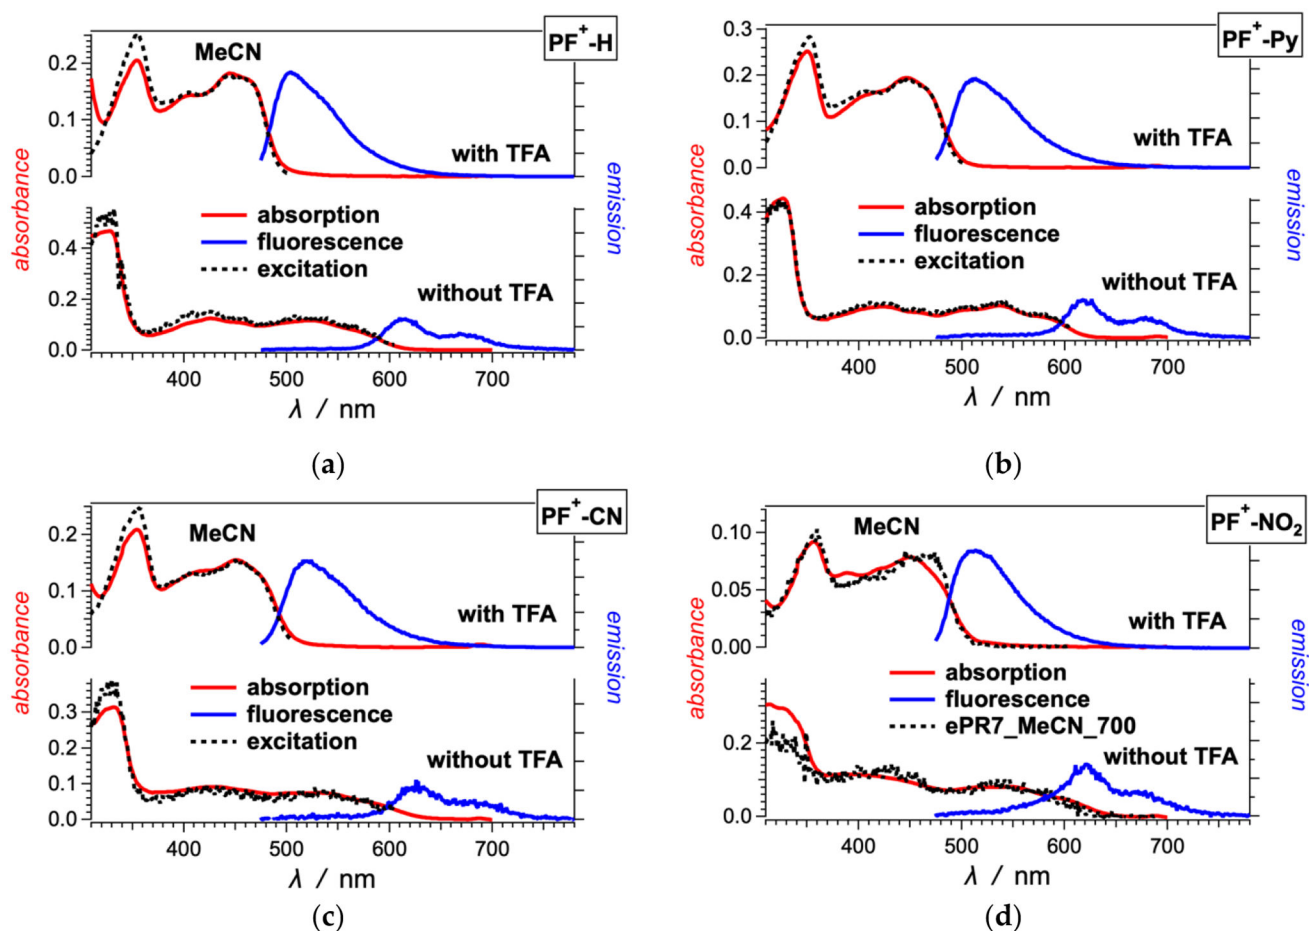 PF+-H
MeCN
0.2
0.1
0.0
with TFA
absorbance
emission
absorption
fluorescence
excitation
0.4
0.2
0.0
without TFA
400 500 600 700
λ / nm
(a)
PF+-Py
0.3
0.2
0.1
0.0
with TFA
absorbance
emission
absorption
fluorescence
excitation
0.4
0.2
0.0
without TFA
400 500 600 700
λ / nm
(b)
PF+-CN
MeCN
0.2
0.1
0.0
with TFA
absorbance
emission
absorption
fluorescence
excitation
0.3
0.2
0.1
0.0
without TFA
400 500 600 700
λ / nm
(c)
PF+-NO2
MeCN
0.10
0.05
0.00
with TFA
absorbance
emission
absorption
fluorescence
ePR7_MeCN_700
0.2
0.0
without TFA
400 500 600 700
λ / nm
(d)